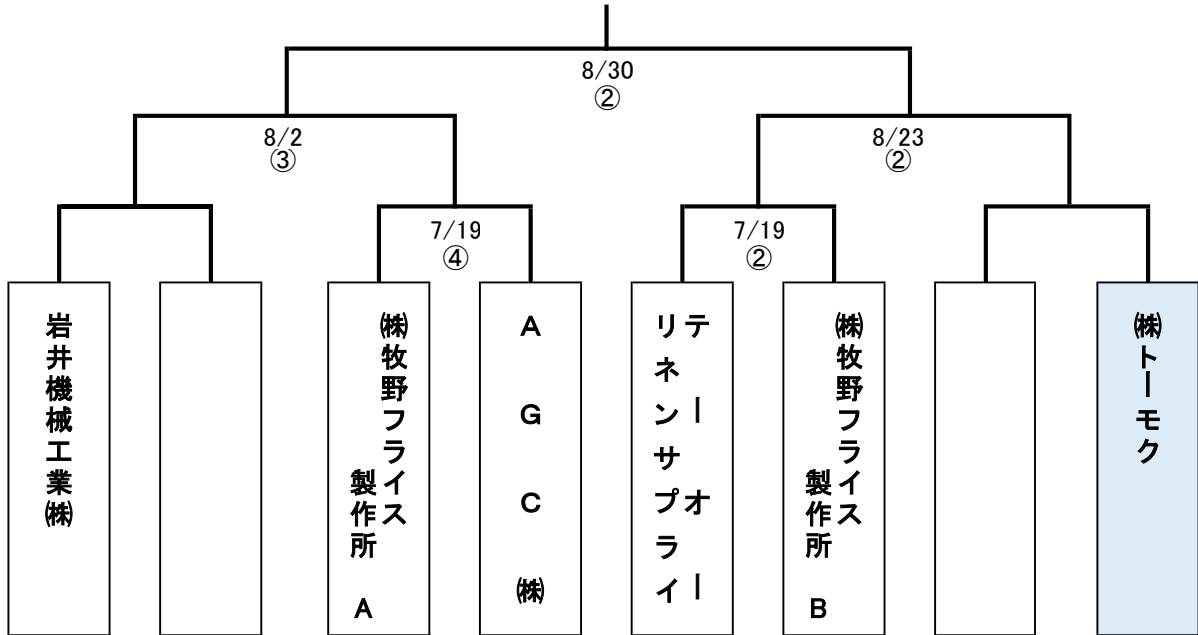 8/30
②
8/2
③
8/23
②
7/19
④
7/19
②
岩井機械工業㈱
㈱牧野フライス
製作所 A
AGC㈱
テーオー
リネンサプライ
㈱牧野フライス
製作所 B
㈱トーモク